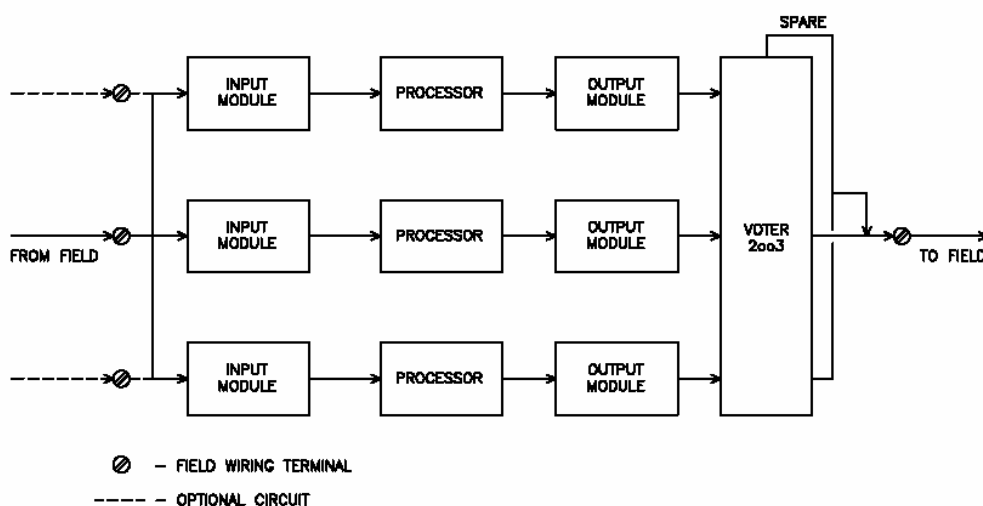 SPARE
INPUT
MODULE
PROCESSOR
OUTPUT
MODULE
INPUT
MODULE
PROCESSOR
OUTPUT
MODULE
VOTER
2oo3
FROM FIELD
TO FIELD
INPUT
MODULE
PROCESSOR
OUTPUT
MODULE
– FIELD WIRING TERMINAL
– OPTIONAL CIRCUIT